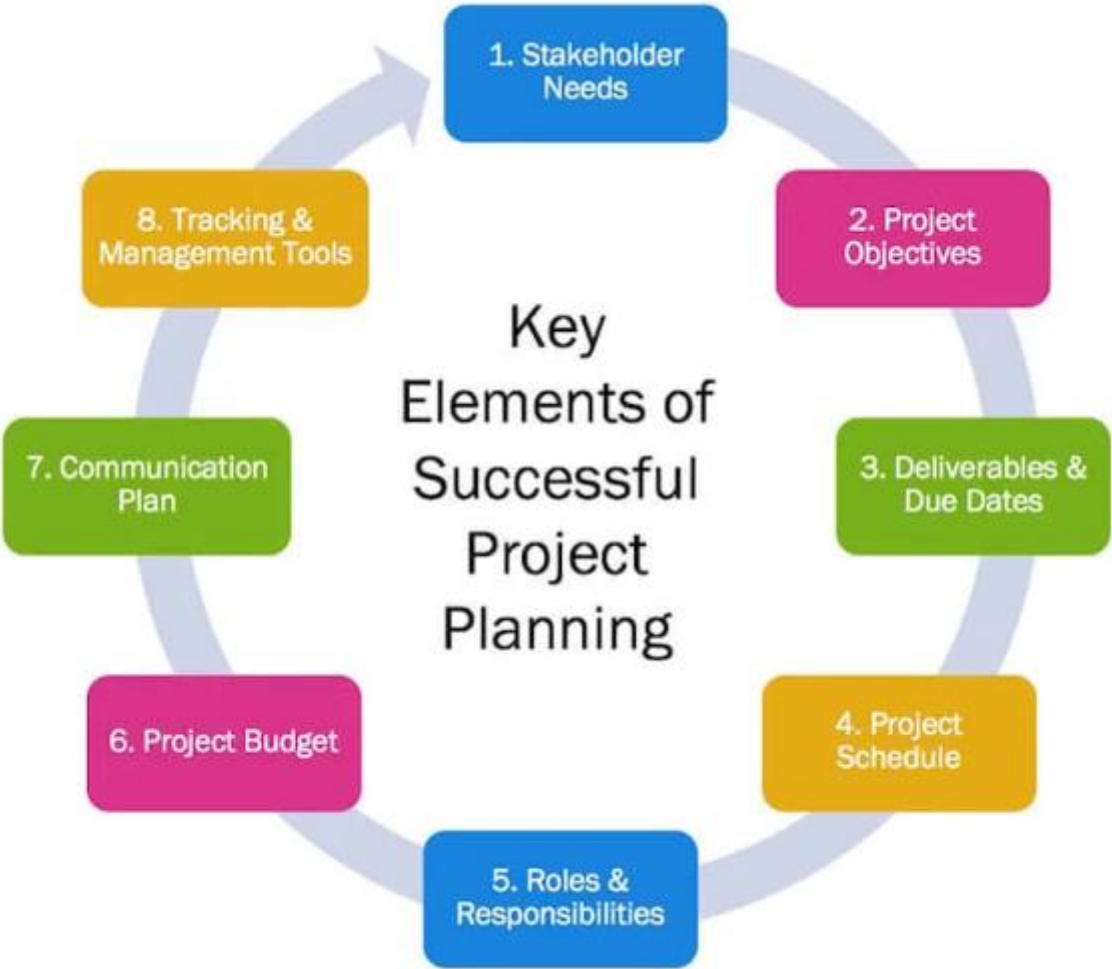 1. Stakeholder
Needs
2. Project
Objectives
3. Deliverables &
Due Dates
4. Project
Schedule
5. Roles &
Responsibilities
6. Project Budget
7. Communication
Plan
8. Tracking &
Management Tools
Key
Elements of
Successful
Project
Planning